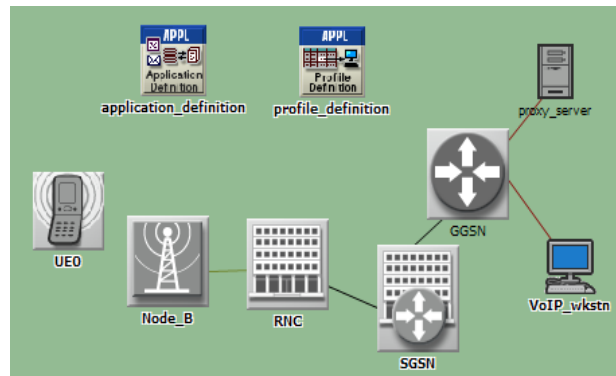 APPL
Application
Definition
application_definition
APPL
Profile
Definition
profile_definition
proxy_server
GGSN
UE0
Node_B
RNC
SGSN
VoIP_wkstn